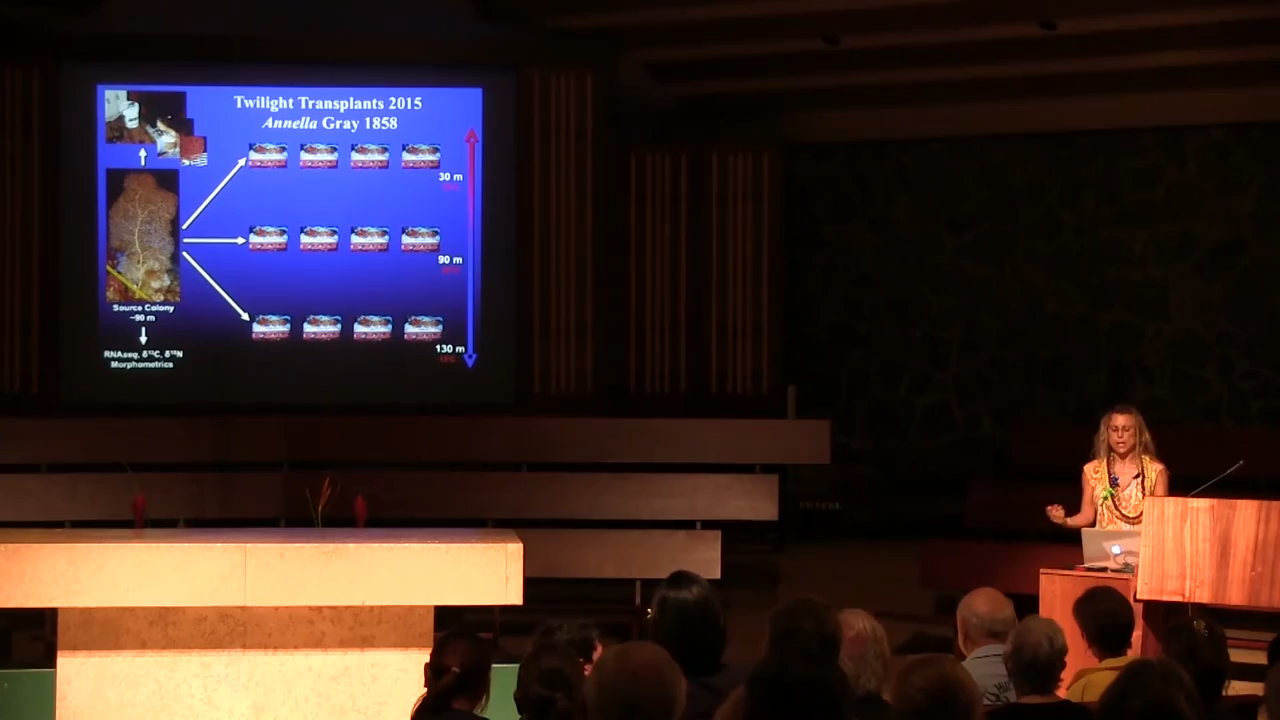 Twilight Transplants 2015
Annella Gray 1858
30 m
90 m
130 m
Source Colony
~90 m
RNAseq, δ¹³C, δ¹⁵N
Morphometrics